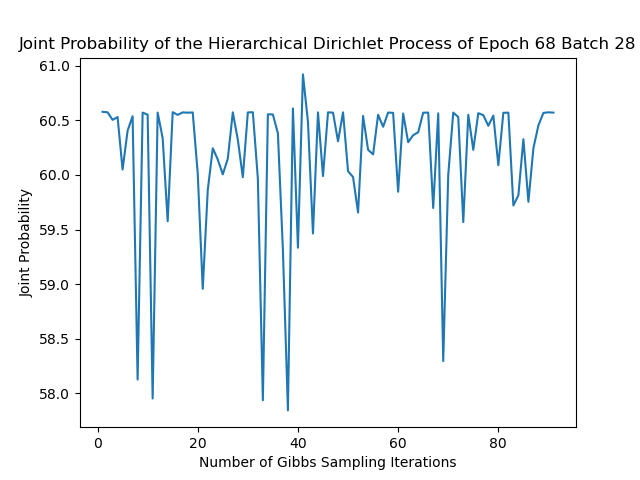 Joint Probability of the Hierarchical Dirichlet Process of Epoch 68 Batch 28
61.0
60.5
60.0
59.5
59.0
58.5
58.0
Joint Probability
0 20 40 60 80
Number of Gibbs Sampling Iterations